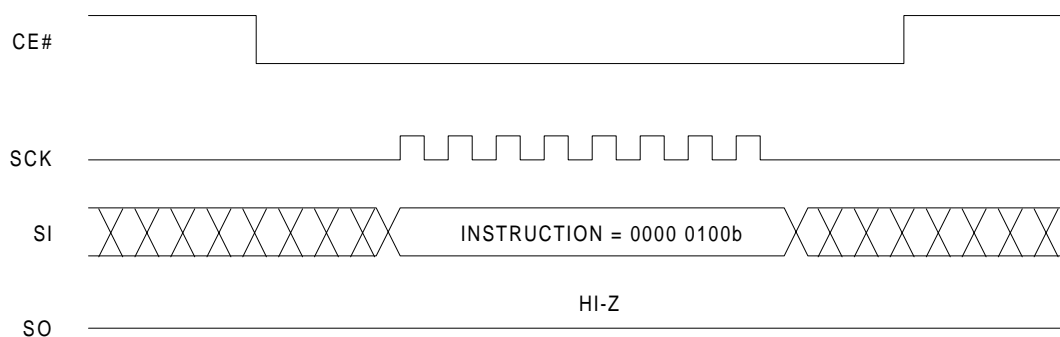 CE#
SCK
SI
INSTRUCTION = 0000 0100b
HI-Z
SO